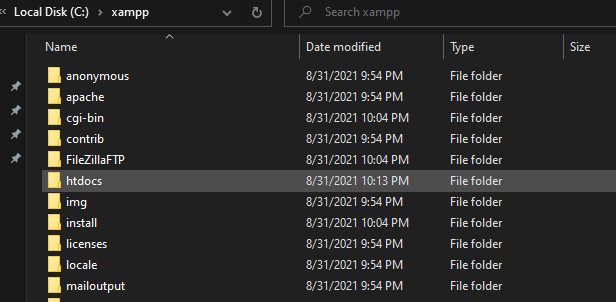 Local Disk (C:) › xampp
Search xampp
Name Date modified Type Size
anonymous 8/31/2021 9:54 PM File folder
apache 8/31/2021 9:54 PM File folder
cgi-bin 8/31/2021 10:04 PM File folder
contrib 8/31/2021 9:54 PM File folder
FileZillaFTP 8/31/2021 10:04 PM File folder
htdocs 8/31/2021 10:13 PM File folder
img 8/31/2021 9:54 PM File folder
install 8/31/2021 10:04 PM File folder
licenses 8/31/2021 9:54 PM File folder
locale 8/31/2021 9:54 PM File folder
mailoutput 8/31/2021 9:54 PM File folder